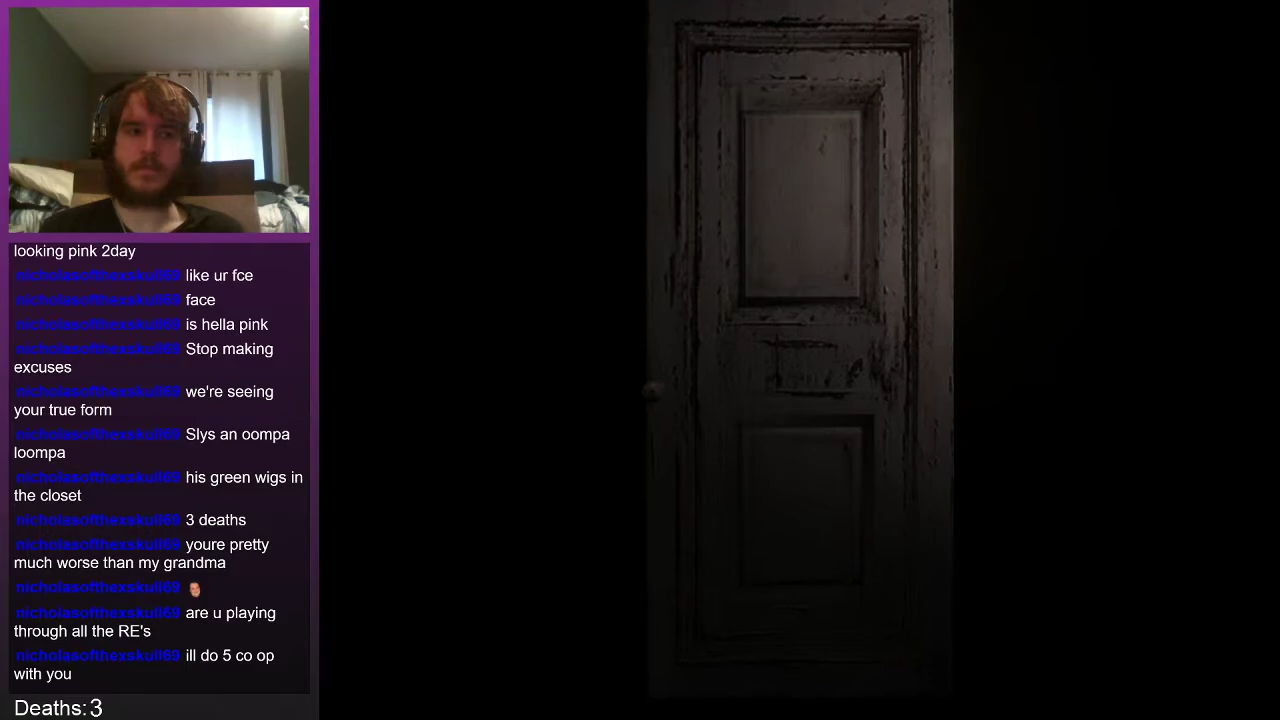 looking pink 2day
nicholasofthexskull69 like ur fce
nicholasofthexskull69 face
nicholasofthexskull69 is hella pink
nicholasofthexskull69 Stop making
excuses
nicholasofthexskull69 we're seeing
your true form
nicholasofthexskull69 Slys an oompa
loompa
nicholasofthexskull69 his green wigs in
the closet
nicholasofthexskull69 3 deaths
nicholasofthexskull69 youre pretty
much worse than my grandma
nicholasofthexskull69
nicholasofthexskull69 are u playing
through all the RE's
nicholasofthexskull69 ill do 5 co op
with you
Deaths:3